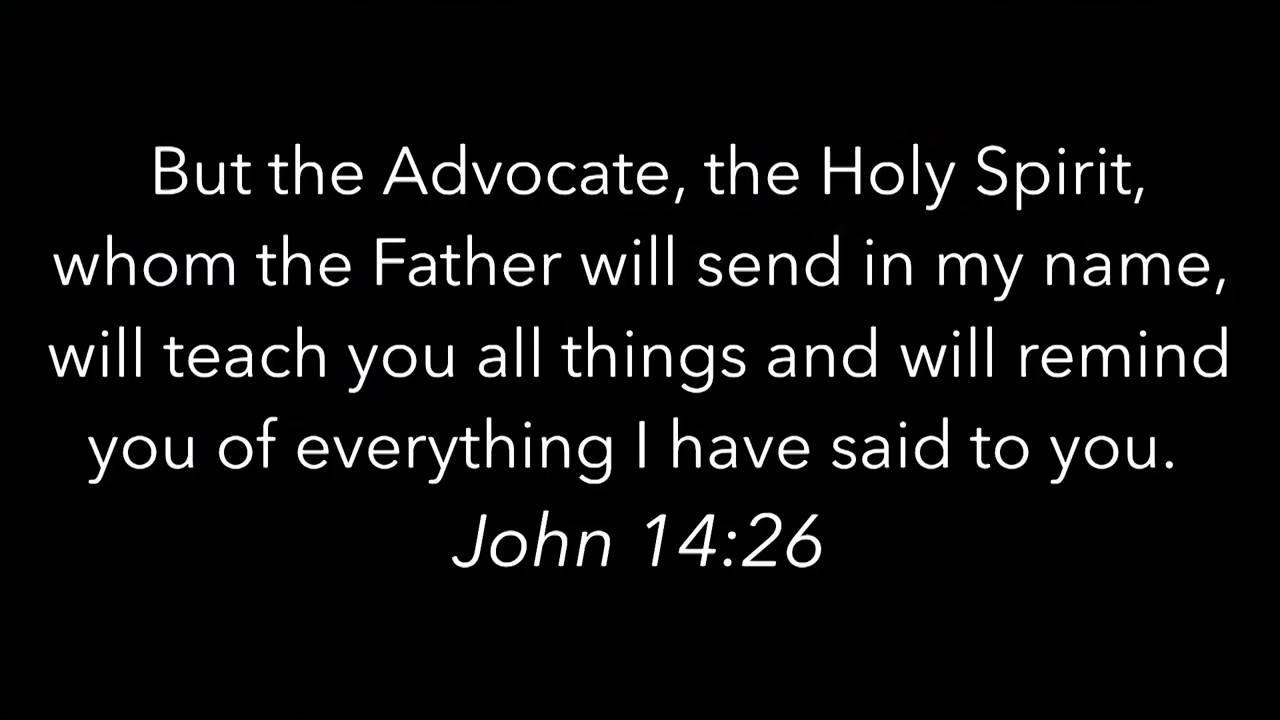 But the Advocate, the Holy Spirit,
whom the Father will send in my name,
will teach you all things and will remind
you of everything I have said to you.
John 14:26